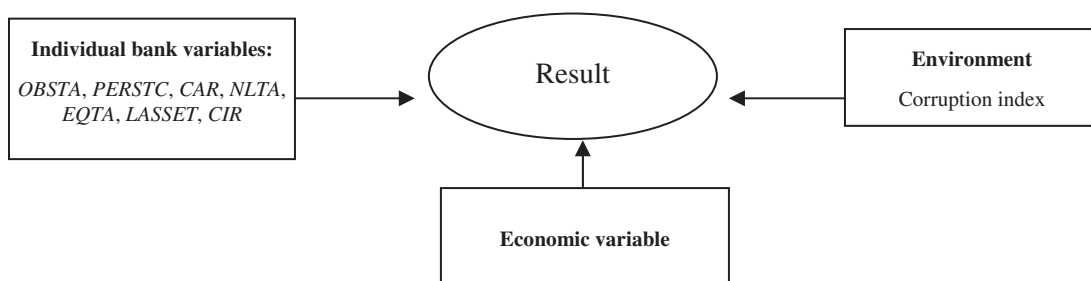 Individual bank variables:
OBSTA, PERSTC, CAR, NLTA,
EQTA, LASSET, CIR
Result
Environment
Corruption index
Economic variable